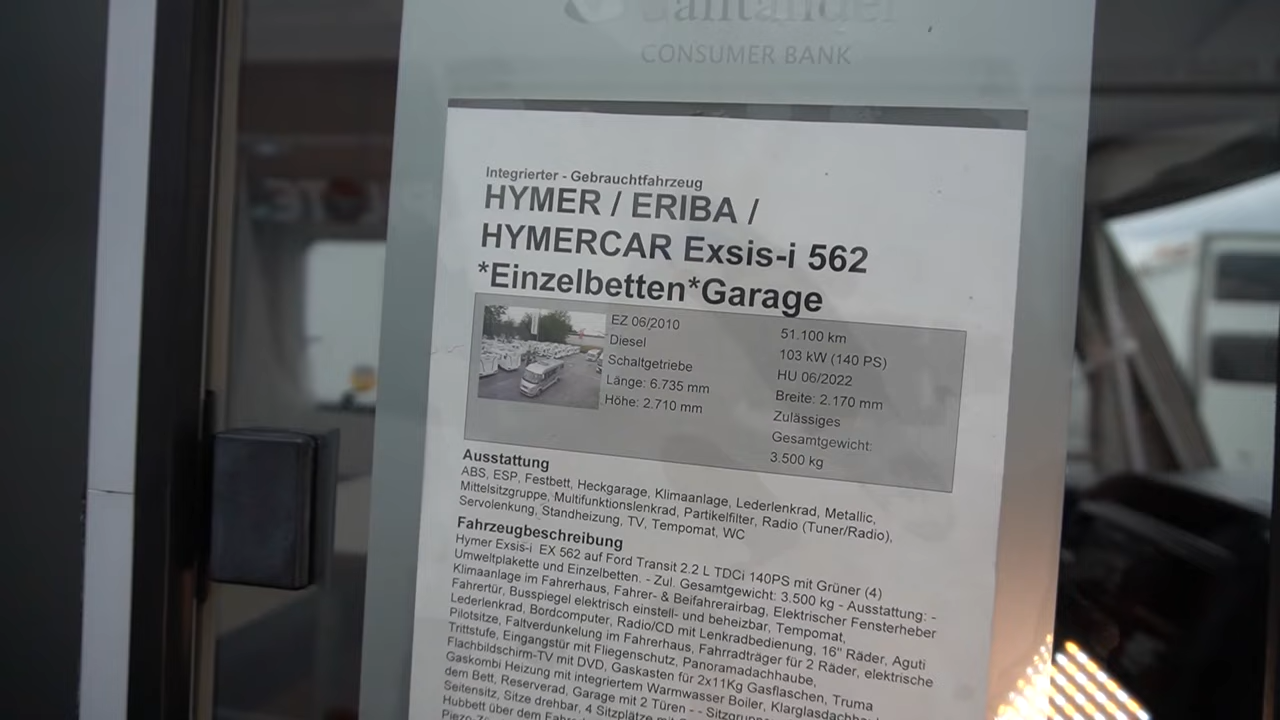 Santander
CONSUMER BANK
Integrierter - Gebrauchtfahrzeug
HYMER / ERIBA /
HYMERCAR Exsis-i 562
*Einzelbetten*Garage
EZ 06/2010
Diesel
Schaltgetriebe
Länge: 6.735 mm
Höhe: 2.710 mm
51.100 km
103 kW (140 PS)
HU 06/2022
Breite: 2.170 mm
Zulässiges
Gesamtgewicht:
3.500 kg
Ausstattung
ABS, ESP, Festbett, Heckgarage, Klimaanlage, Lederlenkrad, Metallic,
Mittelsitzgruppe, Multifunktionslenkrad, Partikelfilter, Radio (Tuner/Radio),
Servolenkung, Standheizung, TV, Tempomat, WC
Fahrzeugbeschreibung
Hymer Exsis-i EX 562 auf Ford Transit 2.2 L TDCi 140PS mit Grüner (4)
Umweltplakette und Einzelbetten. - Zul. Gesamtgewicht: 3.500 kg - Ausstattung: -
Klimaanlage im Fahrerhaus, Fahrer- & Beifahrerairbag, Elektrischer Fensterheber
Fahrertür, Busspiegel elektrisch einstell- und beheizbar, Tempomat,
Lederlenkrad, Bordcomputer, Radio/CD mit Lenkradbedienung, 16" Räder, Aguti
Pilotsitze, Faltverdunkelung im Fahrerhaus, Fahrradträger für 2 Räder, elektrische
Trittstufe, Eingangstür mit Fliegenschutz, Panoramadachhaube,
Flachbildschirm-TV mit DVD, Gaskasten für 2x11Kg Gasflaschen, Truma
Gaskombi Heizung mit integriertem Warmwasser Boiler, Klarglasdachhaube
dem Bett, Reserverad, Garage mit 2 Türen - - Sitzgruppe
Seitensitz, Sitze drehbar, 4 Sitzplätze mit
Hubbett über dem